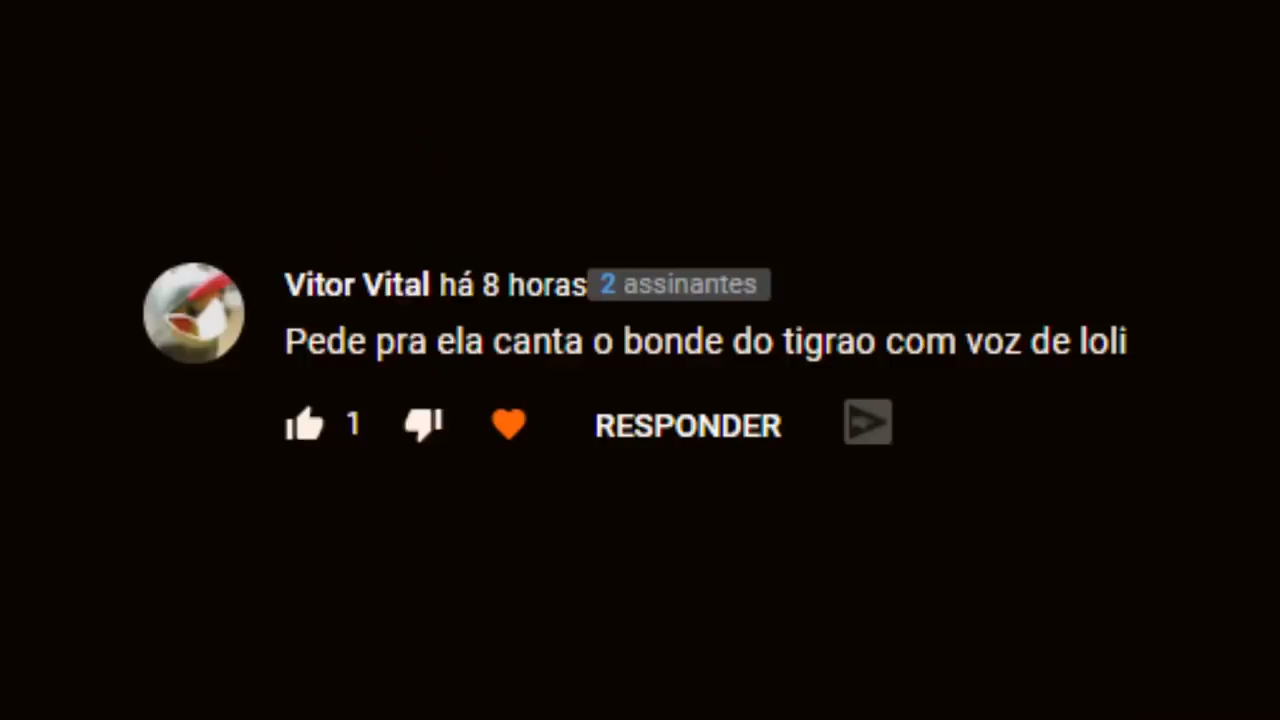 Vitor Vital há 8 horas 2 assinantes
Pede pra ela canta o bonde do tigrao com voz de loli
1 RESPONDER